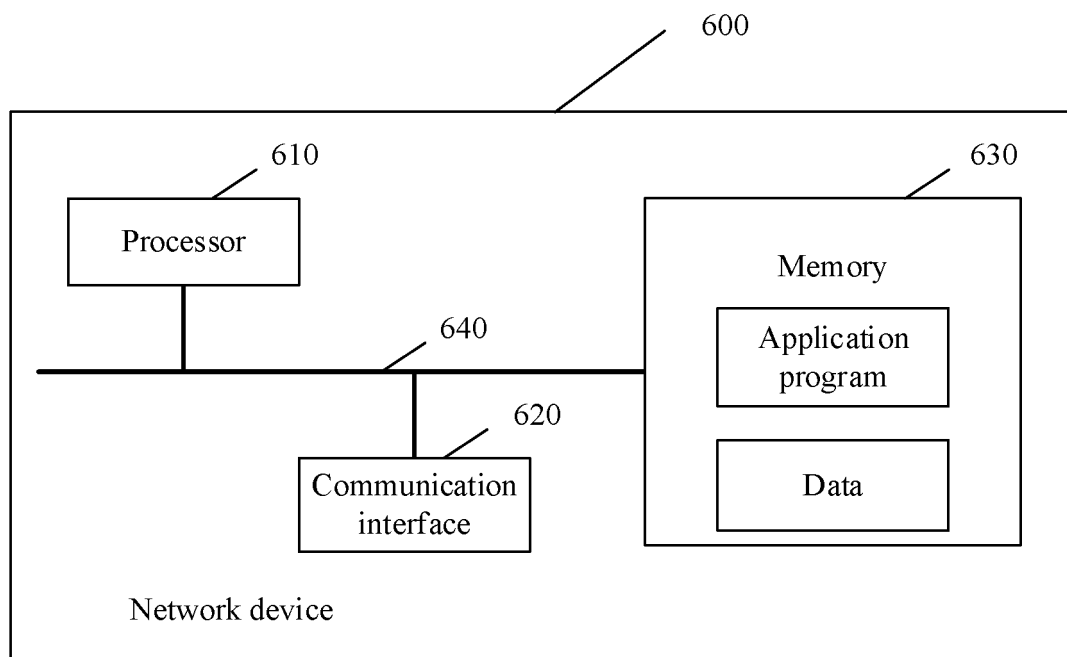 600
610
630
Processor
Memory
640
Application
program
620
Communication
interface
Data
Network device